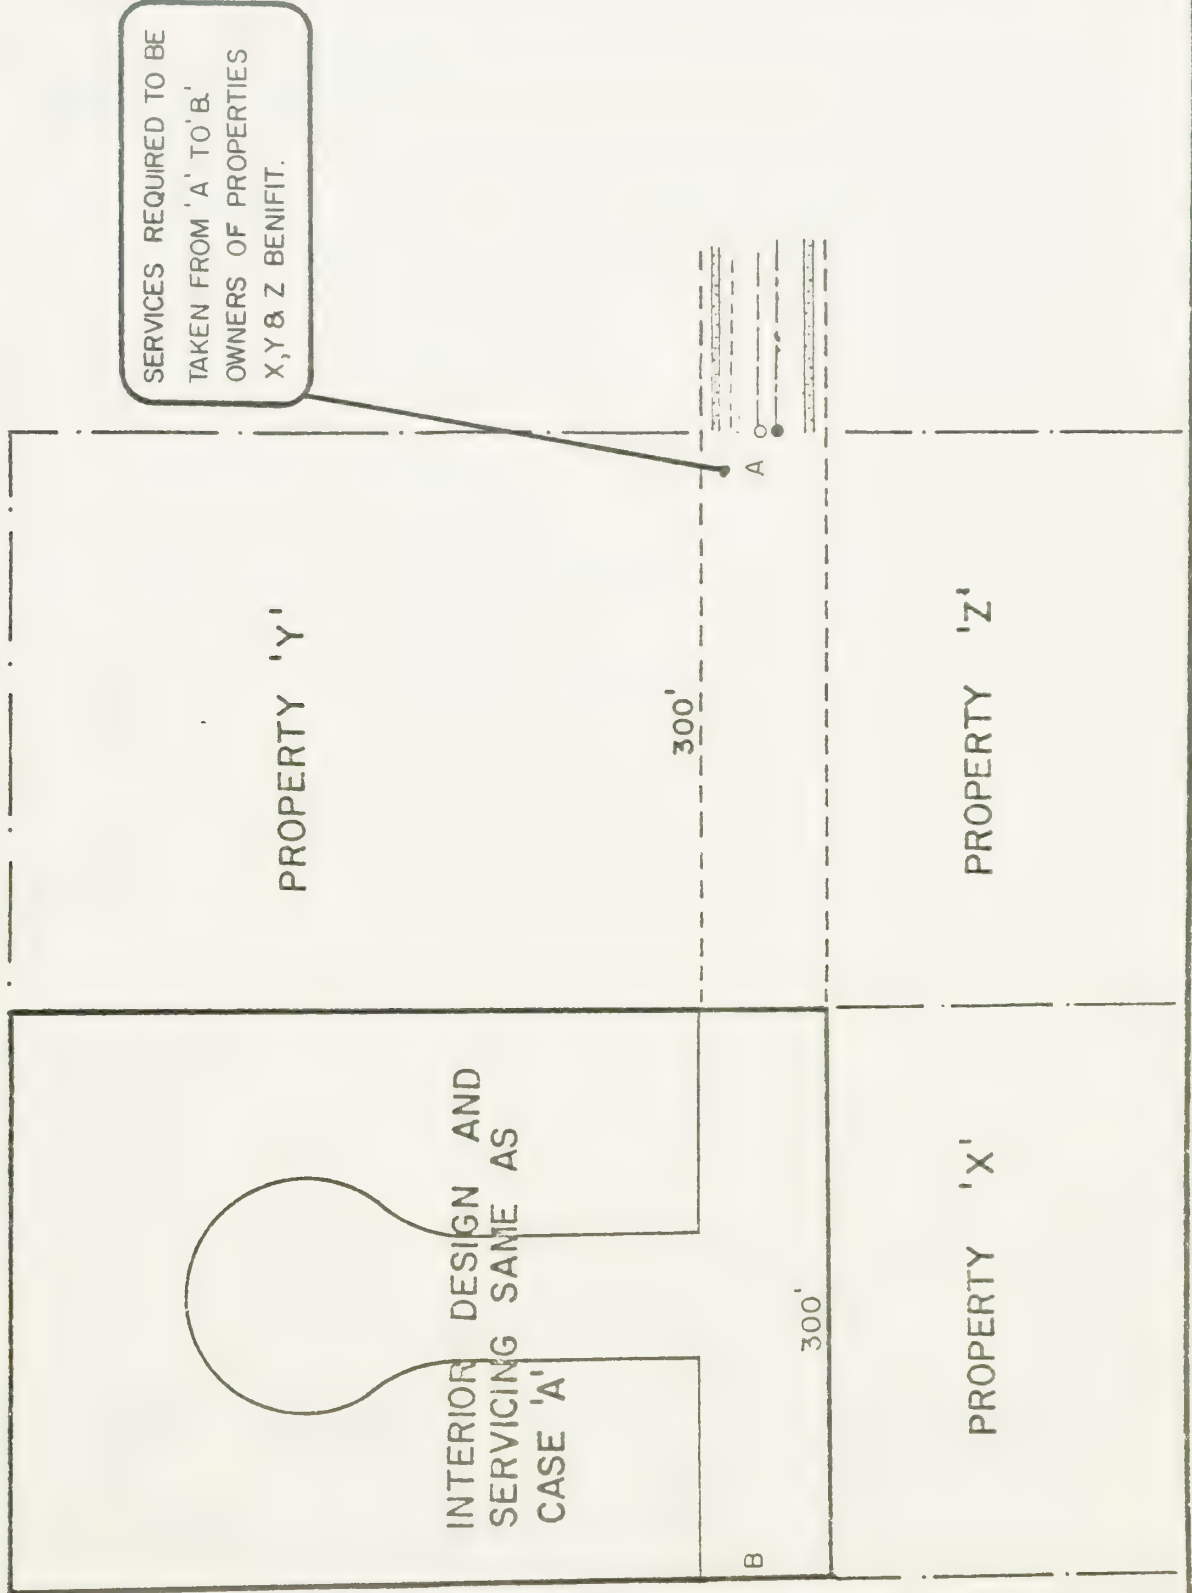 SERVICES REQUIRED TO BE
TAKEN FROM 'A' TO 'B'
OWNERS OF PROPERTIES
X,Y & Z BENIFIT.
PROPERTY 'Y'
300'
A
PROPERTY 'Z'
INTERIOR DESIGN AND
SERVICING SAME AS
CASE 'A'
300'
B
PROPERTY 'X'